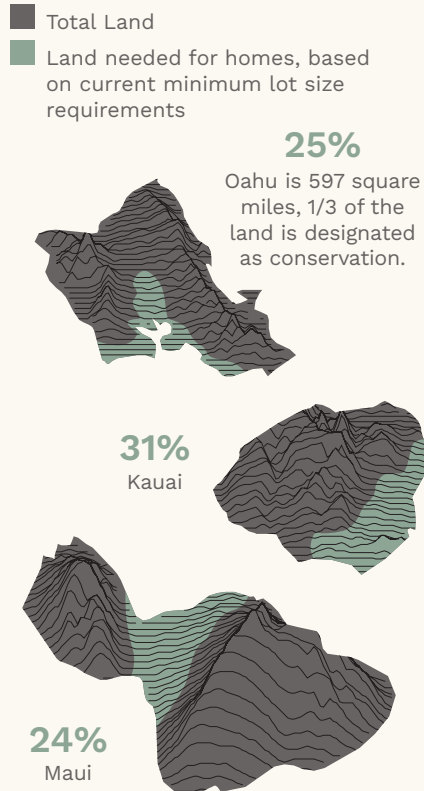 Total Land
Land needed for homes, based
on current minimum lot size
requirements
25%
Oahu is 597 square
miles, 1/3 of the
land is designated
as conservation.
31%
Kauai
24%
Maui